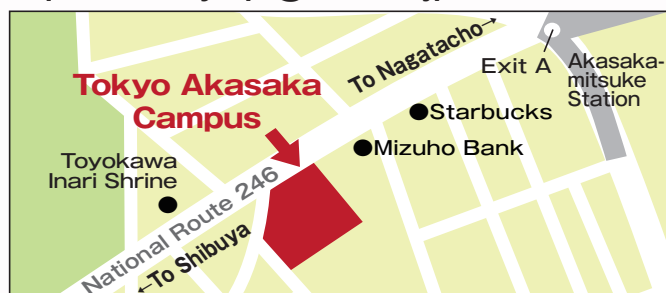 To Nagatacho→
Exit A
Akasaka-
mitsuke
Station
Tokyo Akasaka
Campus
Starbucks
Mizuho Bank
Toyokawa
Inari Shrine
National Route 246
←To Shibuya